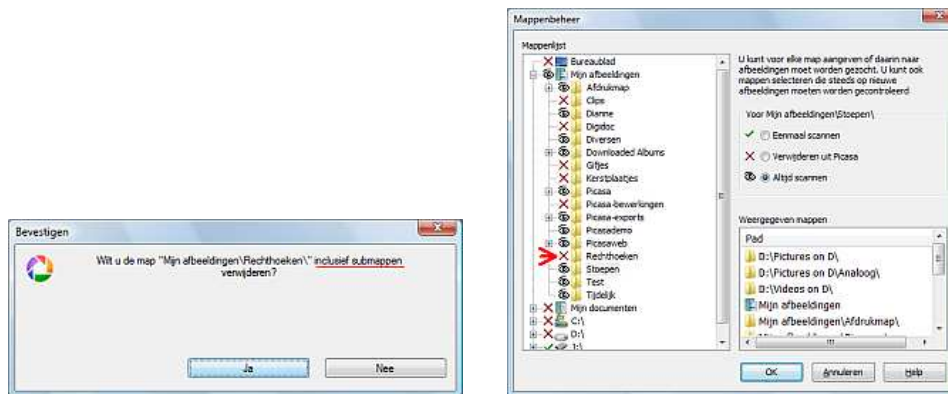 Bevestigen
Wilt u de map "Mijn afbeeldingen\Rechthoeken\" inclusief submappen
verwijderen?
Ja
Nee
Mappenbeheer
Mappenlijst
Bureaublad
Mijn afbeeldingen
Afdrukmap
Clips
Dianne
Digidoc
Diversen
Downloaded Albums
Gifjes
Kerstplaatjes
Picasa
Picasa-bewerkingen
Picasa-exports
Picasademo
Picasaweb
Rechthoeken
Stoepen
Test
Tijdelijk
Mijn documenten
C:\
D:\
J:\
U kunt voor elke map aangeven of daarin naar
afbeeldingen moet worden gezocht. U kunt ook
mappen selecteren die steeds op nieuwe
afbeeldingen moeten worden gecontroleerd
Voor Mijn afbeeldingen\Stoepen\
Eenmaal scannen
Verwijderen uit Picasa
Altijd scannen
Weergegeven mappen
Pad
D:\Pictures on D\
D:\Pictures on D\Analoog\
D:\Videos on D\
Mijn afbeeldingen
Mijn afbeeldingen\Afdrukmap\
OK
Annuleren
Help